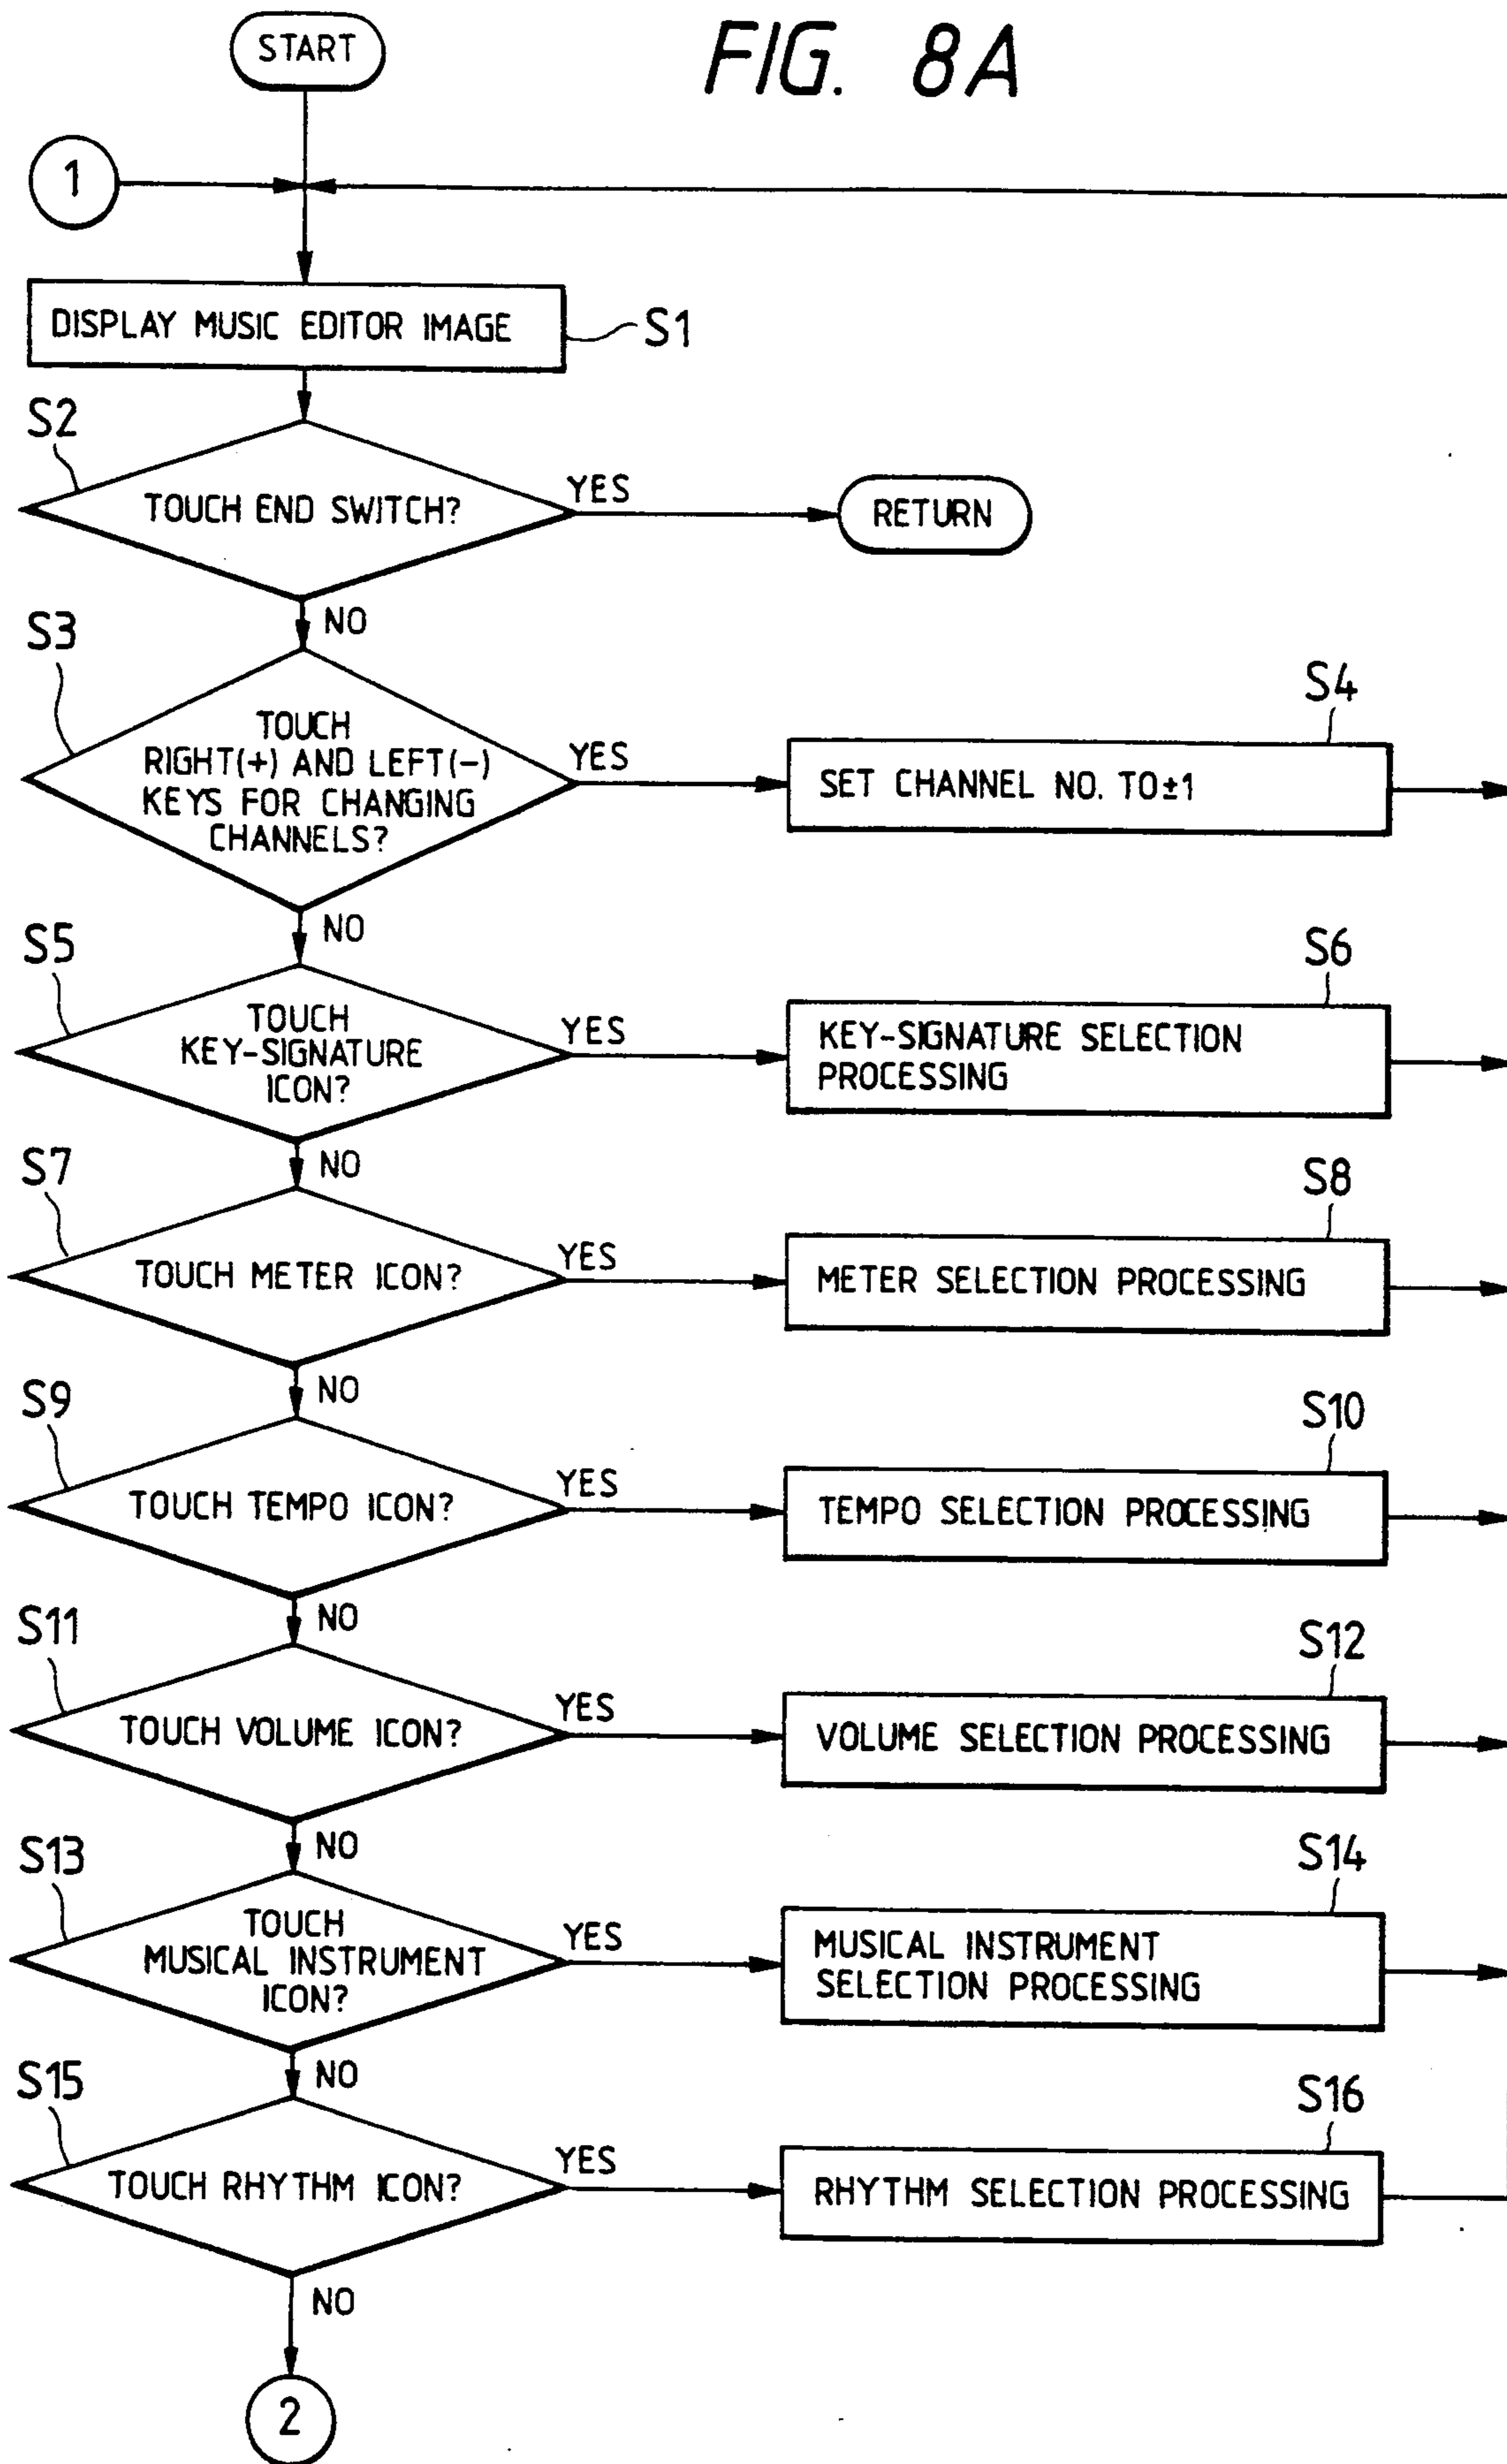 FIG. 8A
START
1
DISPLAY MUSIC EDITOR IMAGE
S1
S2
TOUCH END SWITCH?
YES
RETURN
NO
S3
TOUCH
RIGHT(+) AND LEFT(-)
KEYS FOR CHANGING
CHANNELS?
YES
S4
SET CHANNEL NO. TO±1
NO
S5
TOUCH
KEY-SIGNATURE
ICON?
YES
S6
KEY-SIGNATURE SELECTION
PROCESSING
NO
S7
TOUCH METER ICON?
YES
S8
METER SELECTION PROCESSING
NO
S9
TOUCH TEMPO ICON?
YES
S10
TEMPO SELECTION PROCESSING
NO
S11
TOUCH VOLUME ICON?
YES
S12
VOLUME SELECTION PROCESSING
NO
S13
TOUCH
MUSICAL INSTRUMENT
ICON?
YES
S14
MUSICAL INSTRUMENT
SELECTION PROCESSING
NO
S15
TOUCH RHYTHM ICON?
YES
S16
RHYTHM SELECTION PROCESSING
NO
2